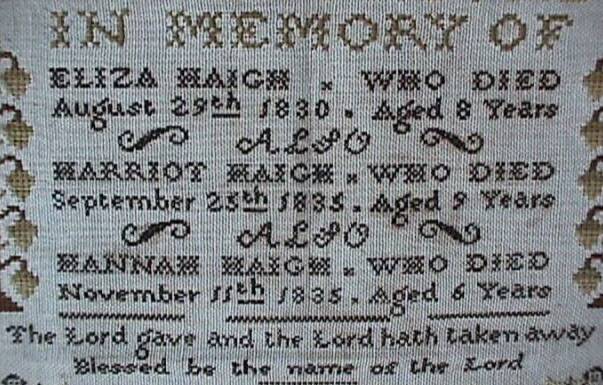 IN MEMORY OF
ELIZA HAIGH × WHO DIED
August 29th 1830 . Aged 8 Years
ALSO
HARRIOT HAIGH × WHO DIED
September 25th 1835 . Aged 9 Years
ALSO
HANNAH HAIGH × WHO DIED
November 11th 1835 . Aged 6 Years
The Lord gave and the Lord hath taken away
Blessed be the name of the Lord